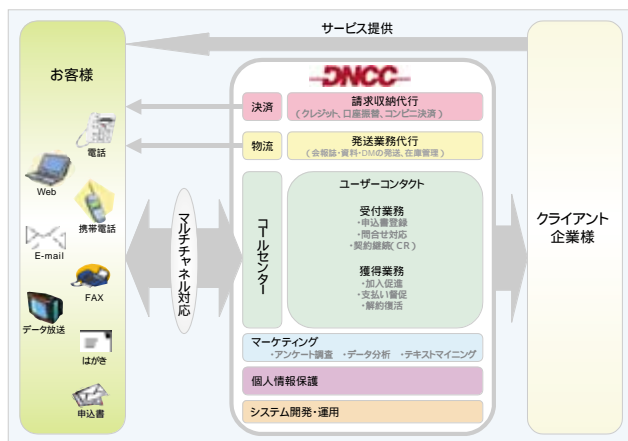 サービス提供
お客様
電話
Web
携帯電話
E-mail
FAX
データ放送
はがき
申込書
マルチチャネル対応
DNCC
決済
請求収納代行
(クレジット、口座振替、コンビニ決済)
物流
発送業務代行
(会報誌・資料・DMの発送、在庫管理)
コールセンター
ユーザーコンタクト
受付業務
・申込書登録
・問合せ対応
・契約継続(CR)
獲得業務
・加入促進
・支払い督促
・解約復活
マーケティング
・アンケート調査 ・データ分析 ・テキストマイニング
個人情報保護
システム開発・運用
クライアント
企業様